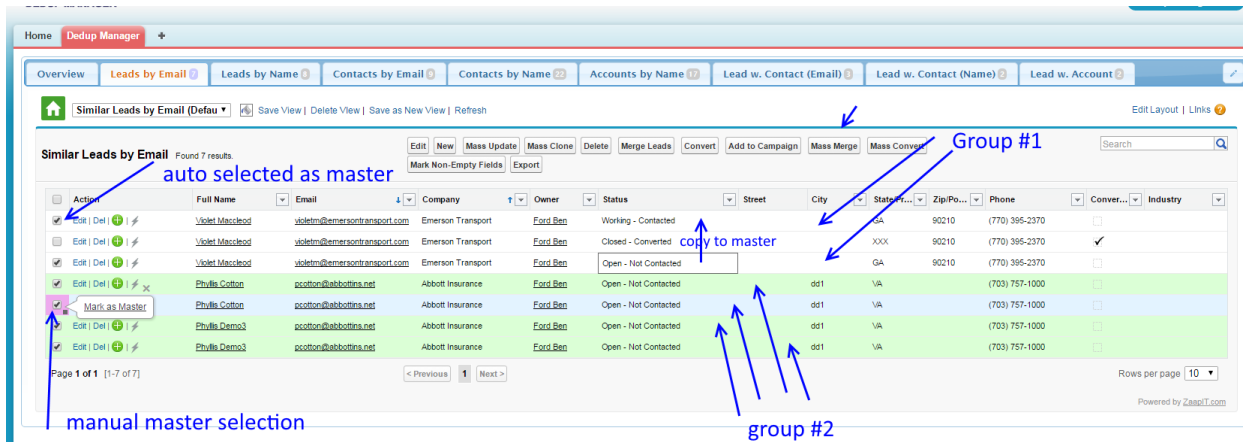 Home Dedup Manager +
Overview Leads by Email 7 Leads by Name Contacts by Email Contacts by Name 22 Accounts by Name 17 Lead w. Contact (Email) Lead w. Contact (Name) Lead w. Account
Similar Leads by Email (Defau Save View | Delete View | Save as New View | Refresh Edit Layout | LInks
Edit New Mass Update Mass Clone Delete Merge Leads Convert Add to Campaign Mass Merge Mass Convert Group #1 Search
Similar Leads by Email Found 7 results.
Mark Non-Empty Fields Export
auto selected as master
Action Full Name Email Company Owner Status Street City State/Pr... Zip/Po... Phone Conver... Industry
Edit | Del | Violet Maccleod violetm@emersontransport.com Emerson Transport Ford Ben Working - Contacted GA 90210 (770) 395-2370
Edit | Del | Violet Maccleod violetm@emersontransport.com Emerson Transport Ford Ben Closed - Converted copy to master XXX 90210 (770) 395-2370
Edit | Del | Violet Maccleod violetm@emersontransport.com Emerson Transport Ford Ben Open - Not Contacted GA 90210 (770) 395-2370
Edit | Del | Phyllis Cotton pcotton@abbottins.net Abbott Insurance Ford Ben Open - Not Contacted dd1 VA (703) 757-1000
Mark as Master Phyllis Cotton pcotton@abbottins.net Abbott Insurance Ford Ben Open - Not Contacted dd1 VA (703) 757-1000
Edit | Del | Phyllis Demo3 pcotton@abbottins.net Abbott Insurance Ford Ben Open - Not Contacted dd1 VA (703) 757-1000
Edit | Del | Phyllis Demo3 pcotton@abbottins.net Abbott Insurance Ford Ben Open - Not Contacted dd1 VA (703) 757-1000
Page 1 of 1 [1-7 of 7] < Previous 1 Next > Rows per page 10
Powered by ZaapIT.com
manual master selection group #2